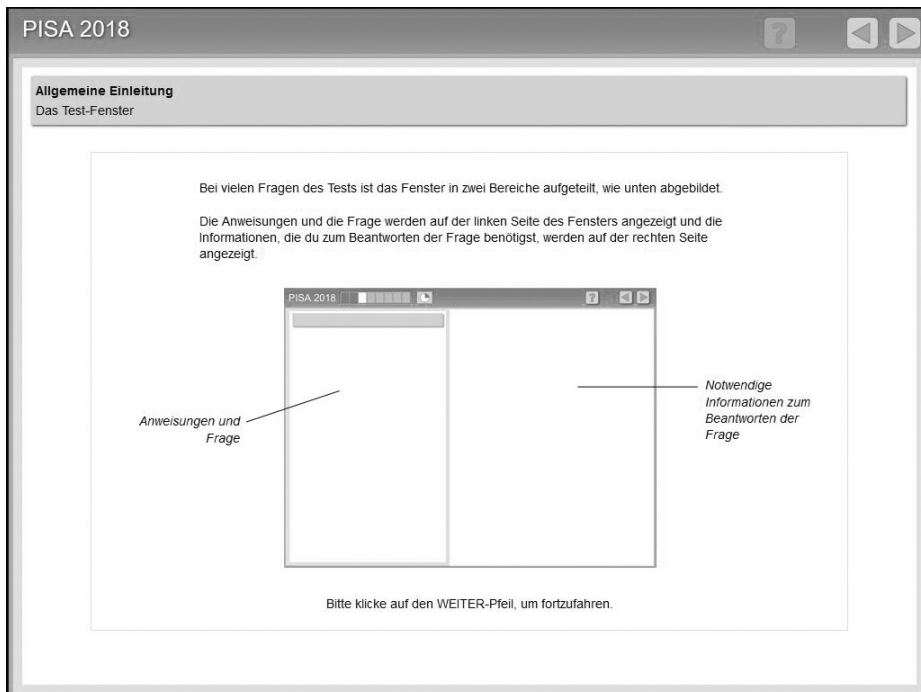 PISA 2018
?
Allgemeine Einleitung
Das Test-Fenster
Bei vielen Fragen des Tests ist das Fenster in zwei Bereiche aufgeteilt, wie unten abgebildet.
Die Anweisungen und die Frage werden auf der linken Seite des Fensters angezeigt und die
Informationen, die du zum Beantworten der Frage benötigst, werden auf der rechten Seite
angezeigt.
PISA 2018
?
Anweisungen und
Frage
Notwendige
Informationen zum
Beantworten der
Frage
Bitte klicke auf den WEITER-Pfeil, um fortzufahren.